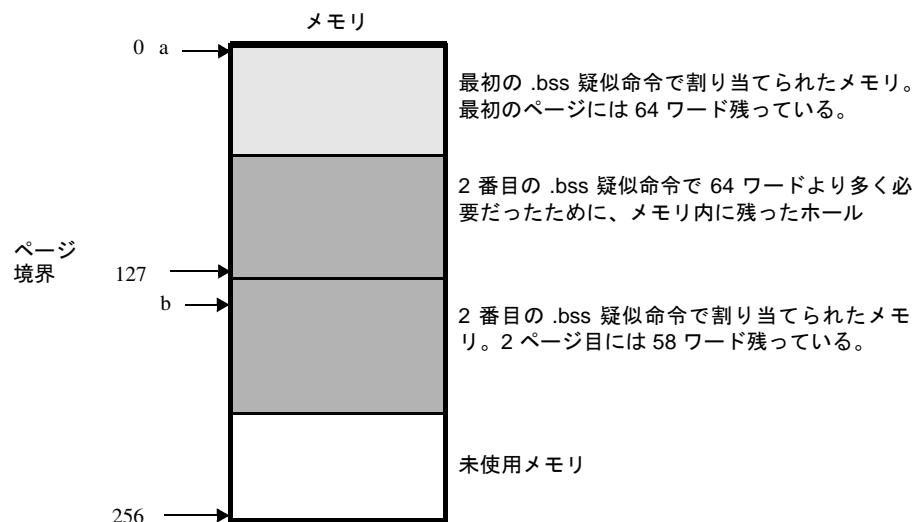 メモリ
0 a
最初の .bss 疑似命令で割り当てられたメモリ。
最初のページには 64 ワード残っている。
2 番目の .bss 疑似命令で 64 ワードより多く必
要だったために、メモリ内に残ったホール
ページ
境界
127
b
2 番目の .bss 疑似命令で割り当てられたメモ
リ。2 ページ目には 58 ワード残っている。
未使用メモリ
256